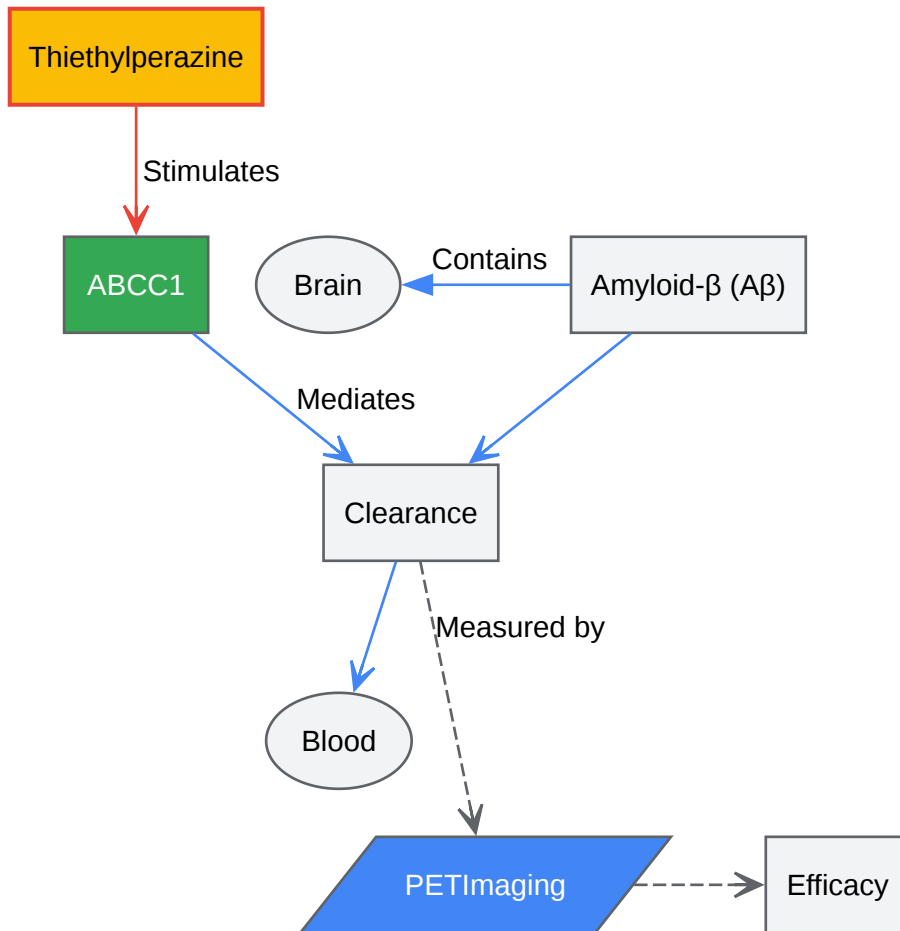 Thiethylperazine
Stimulates
ABCC1
Brain
Contains
Amyloid-β (Aβ)
Mediates
Clearance
Measured by
Blood
PETImaging
Efficacy